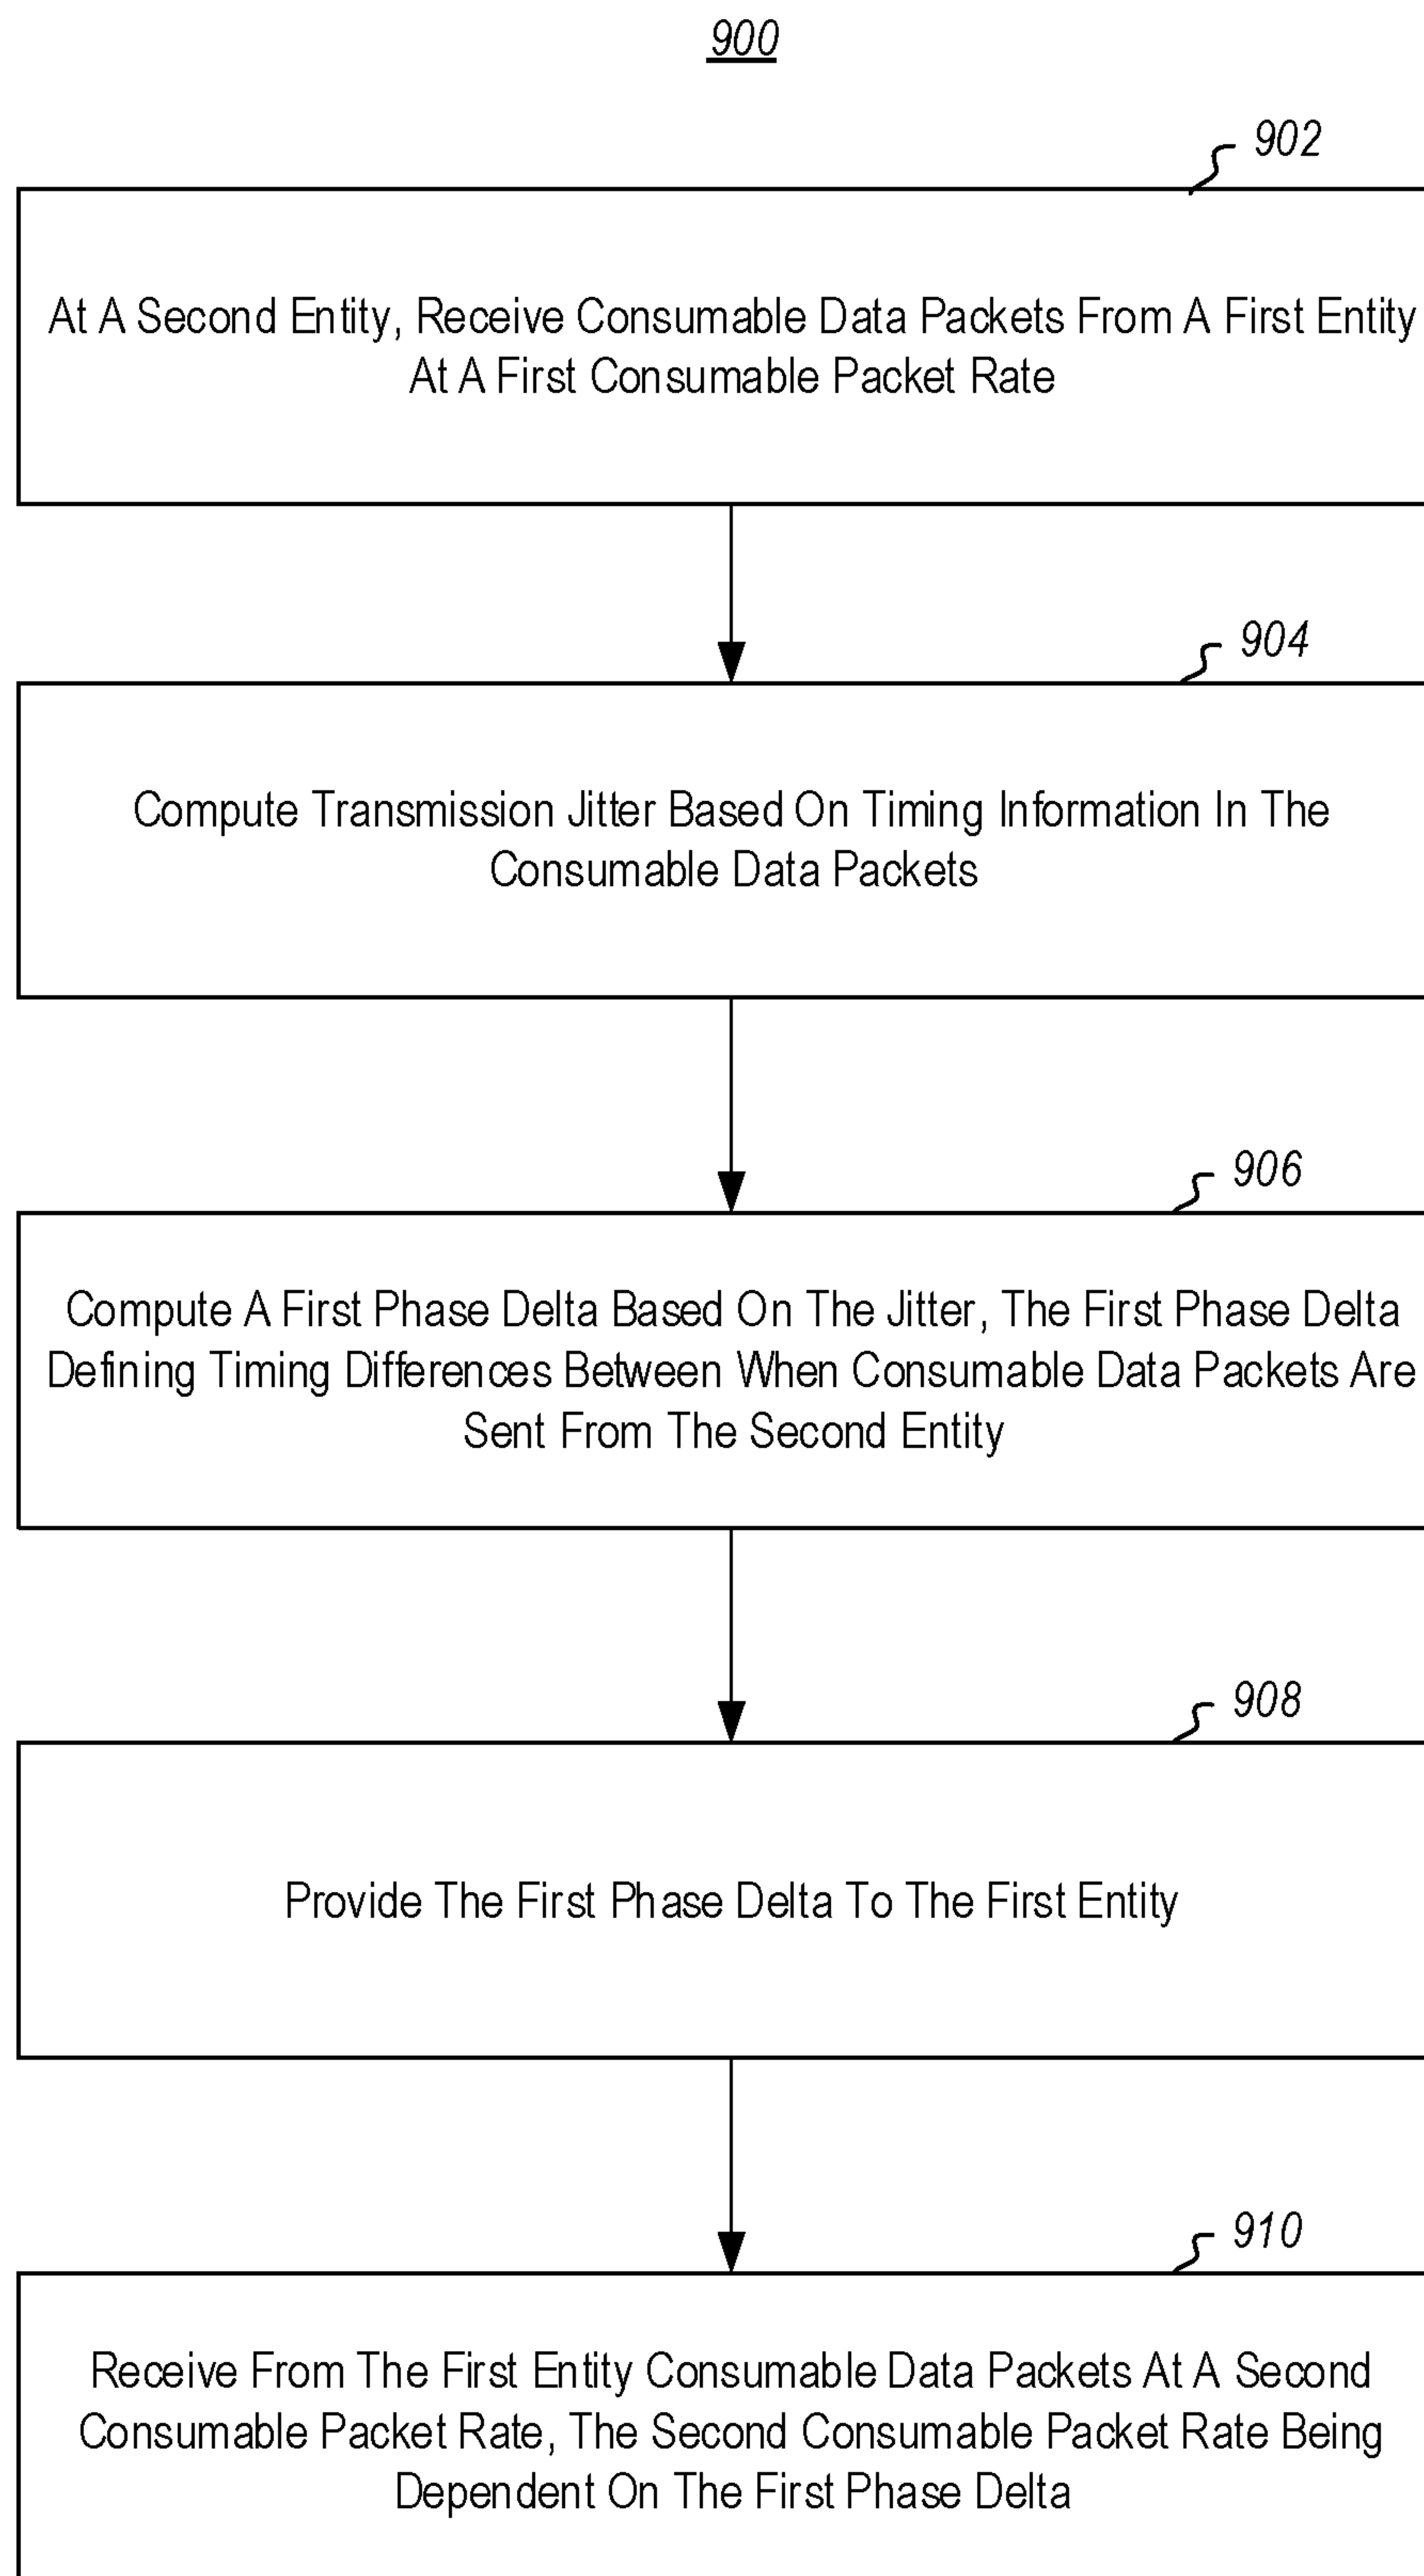 900
902
At A Second Entity, Receive Consumable Data Packets From A First Entity
At A First Consumable Packet Rate
904
Compute Transmission Jitter Based On Timing Information In The
Consumable Data Packets
906
Compute A First Phase Delta Based On The Jitter, The First Phase Delta
Defining Timing Differences Between When Consumable Data Packets Are
Sent From The Second Entity
908
Provide The First Phase Delta To The First Entity
910
Receive From The First Entity Consumable Data Packets At A Second
Consumable Packet Rate, The Second Consumable Packet Rate Being
Dependent On The First Phase Delta